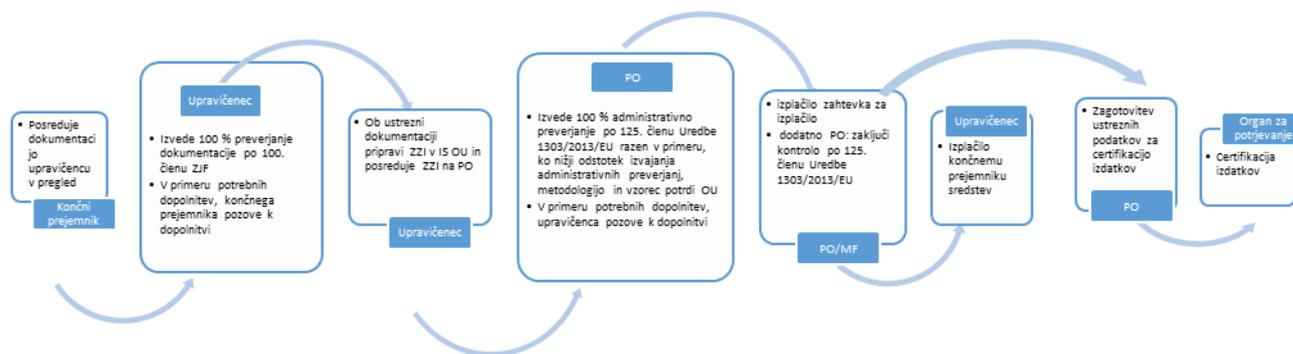 • Posreduje
dokumentaci
jo
upravičencu
v pregled
Končni
prejemnik
Upravičenec
• Izvede 100 % preverjanje
dokumentacije po 100.
členu ZJF
• V primeru potrebnih
dopolnitev, končnega
prejemnika pozove k
dopolnitvi
• Ob ustrezni
dokumentaciji
pripravi ZZI v IS OU in
posreduje ZZI na PO
Upravičenec
PO
• Izvede 100 % administrativno
preverjanje po 125. členu Uredbe
1303/2013/EU razen v primeru,
ko nižji odstotek izvajanja
administrativnih preverjanj,
metodologijo in vzorec potrdi OU
• V primeru potrebnih dopolnitev,
upravičenca pozove k dopolnitvi
• izplačilo zahtevka za
izplačilo
• dodatno PO: zaključi
kontrolo po 125.
členu Uredbe
1303/2013/EU
PO/MF
Upravičenec
• Izplačilo
končnemu
prejemniku
sredstev
• Zagotovitev
ustreznih
podatkov za
certifikacijo
izdatkov
PO
Organ za
potrjevanje
• Certifikacija
izdatkov